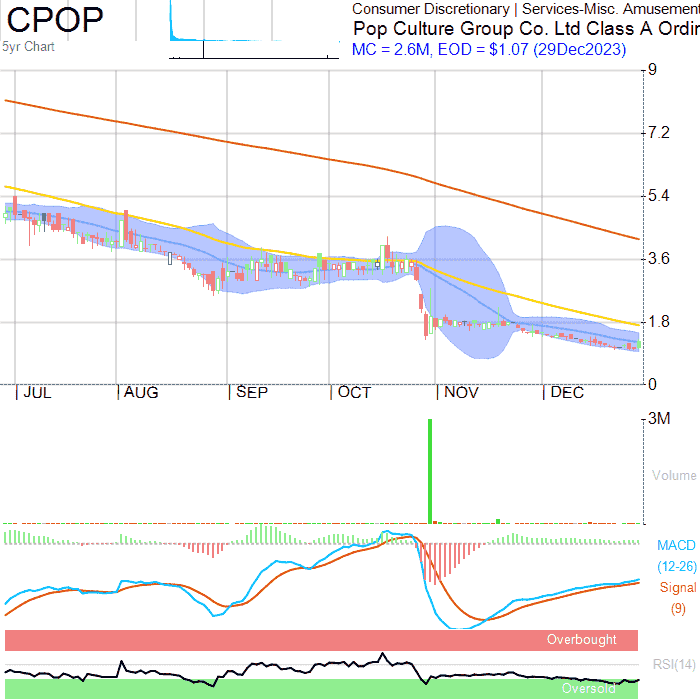 CPOP
5yr Chart
Consumer Discretionary | Services-Misc. Amusement
Pop Culture Group Co. Ltd Class A Ordin
MC = 2.6M, EOD = $1.07 (29Dec2023)
9
7.2
5.4
3.6
1.8
0
JUL AUG SEP OCT NOV DEC
3M
Volume
MACD
(12-26)
Signal
(9)
Overbought
RSI(14)
Oversold